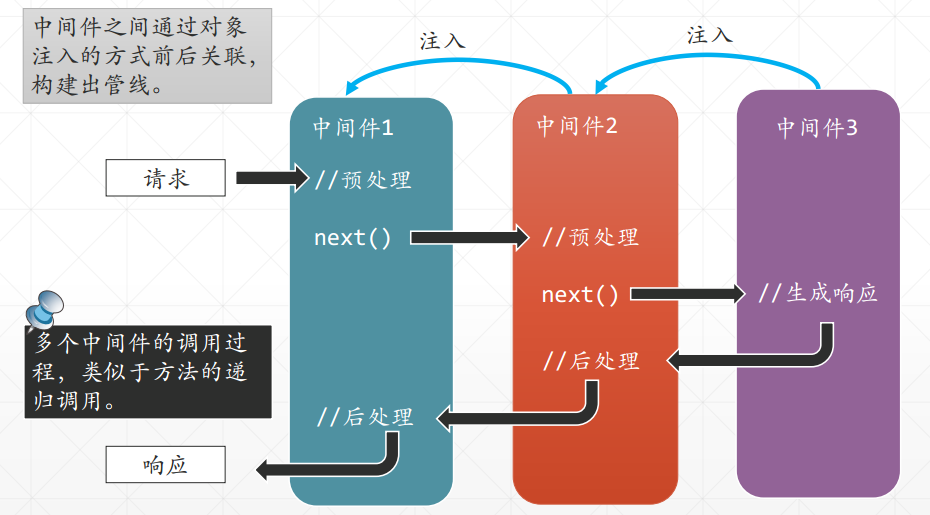 中间件之间通过对象
注入的方式前后关联，
构建出管线。
注入
注入
中间件1
中间件2
中间件3
请求
//预处理
next()
//预处理
next()
//生成响应
//后处理
多个中间件的调用过
程，类似于方法的递
归调用。
//后处理
响应